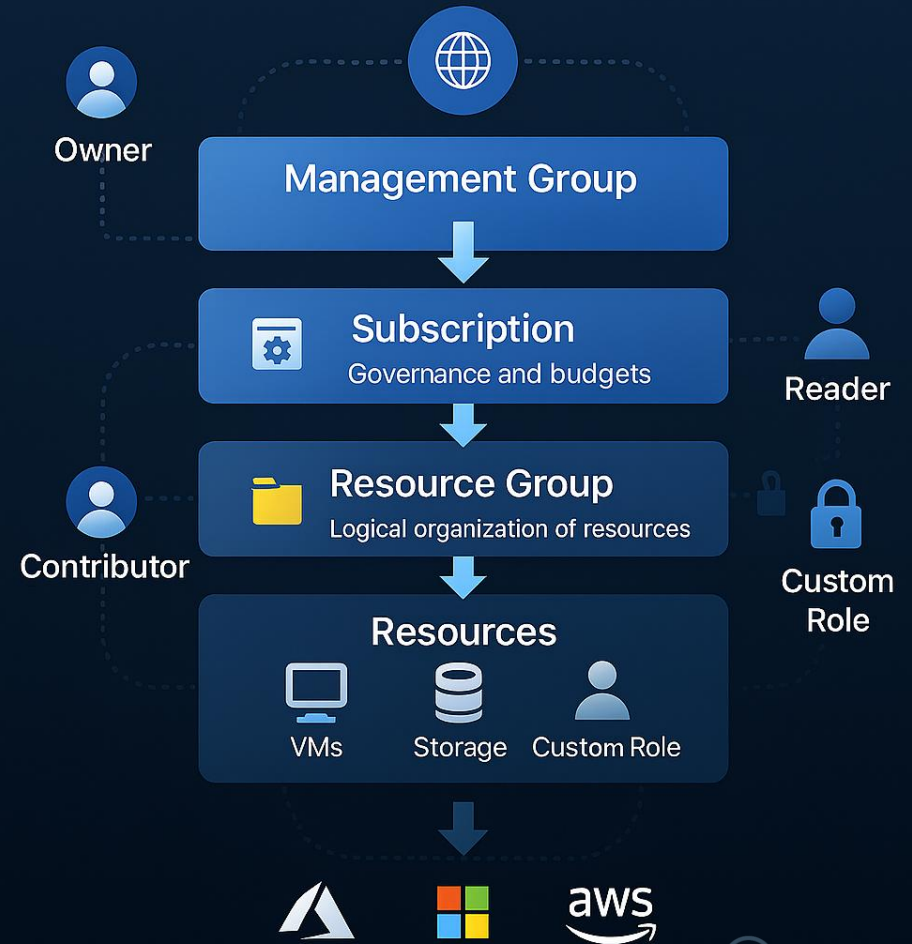 Owner
Management Group
Subscription
Governance and budgets
Reader
Resource Group
Logical organization of resources
Contributor
Custom
Role
Resources
VMs
Storage
Custom Role
aws